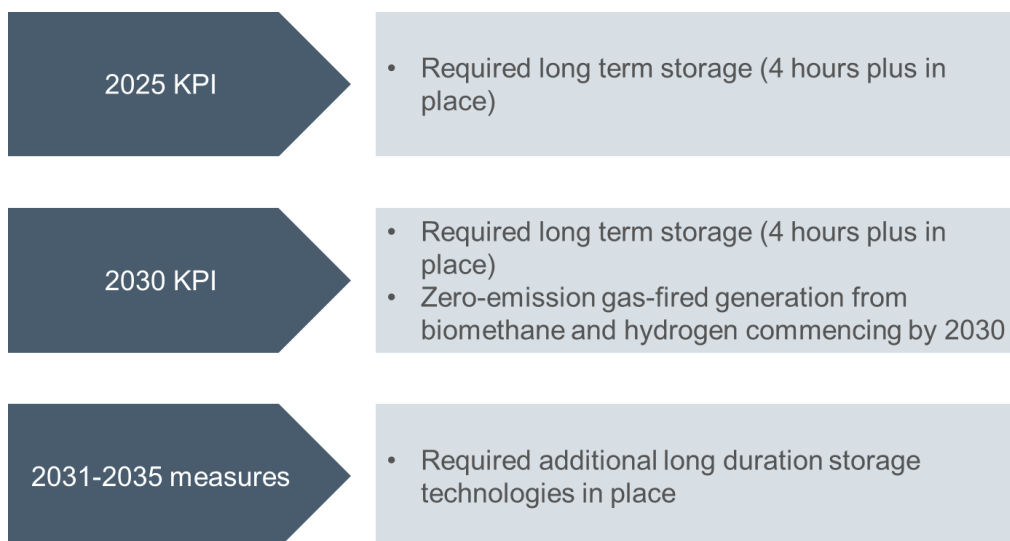 2025 KPI
• Required long term storage (4 hours plus in
place)
2030 KPI
• Required long term storage (4 hours plus in
place)
• Zero-emission gas-fired generation from
biomethane and hydrogen commencing by 2030
2031-2035 measures
• Required additional long duration storage
technologies in place